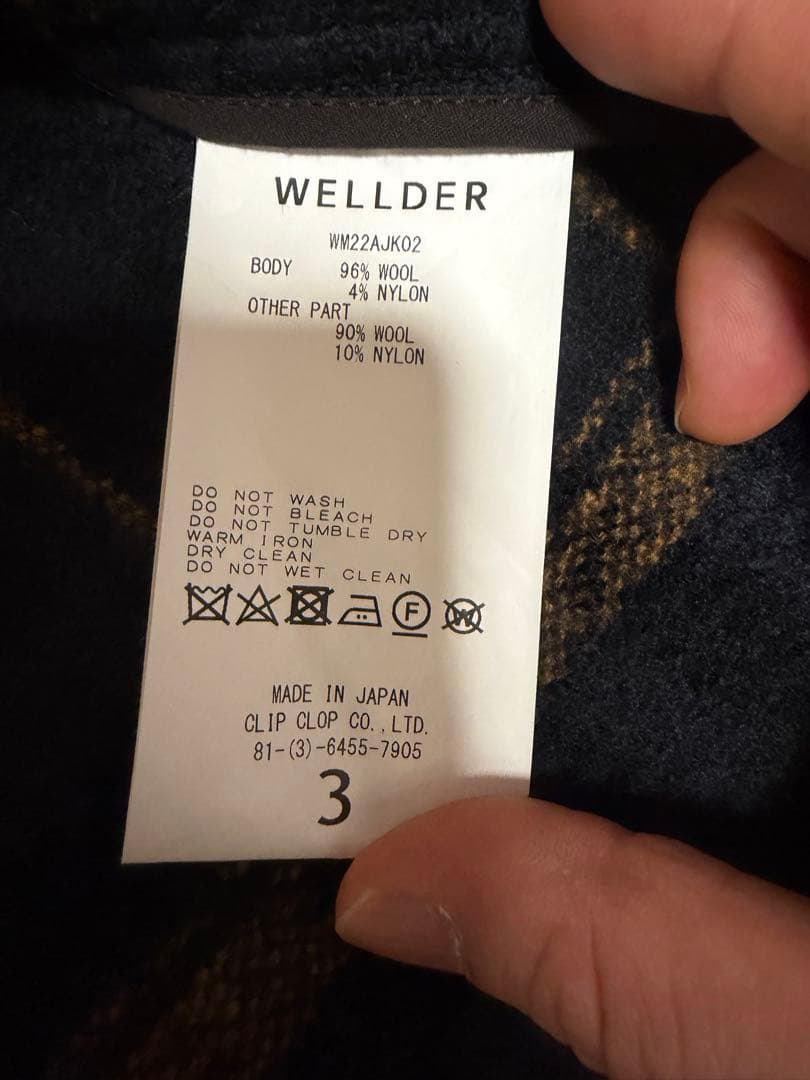 WELLDER
WM22AJK02
BODY 96% WOOL
4% NYLON
OTHER PART
90% WOOL
10% NYLON
DO NOT WASH
DO NOT BLEACH
DO NOT TUMBLE DRY
WARM IRON
DRY CLEAN
DO NOT WET CLEAN
F W
MADE IN JAPAN
CLIP CLOP CO.,LTD.
81-(3)-6455-7905
3